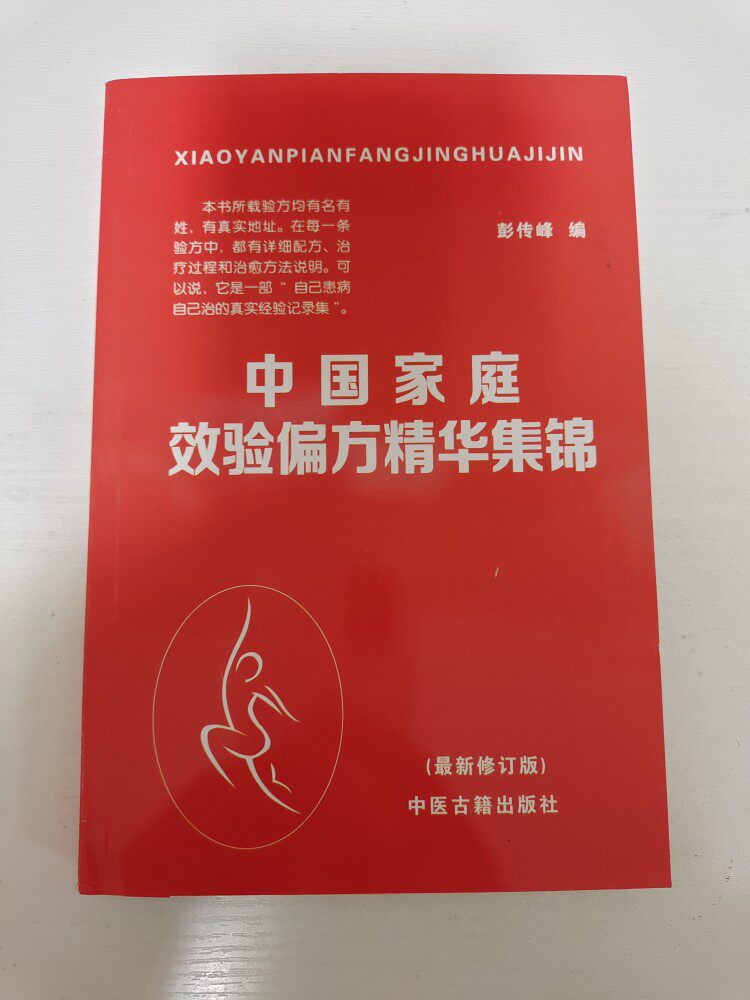 XIAOYANPIANFANGJINGHUAJIJIN
本书所载验方均有名有
姓，有真实地址。在每一条
验方中，都有详细配方、治
疗过程和治愈方法说明。可
以说，它是一部“自己患病
自己治的真实经验记录集”。
彭传峰 编
中国家庭
效验偏方精华集锦
(最新修订版)
中医古籍出版社